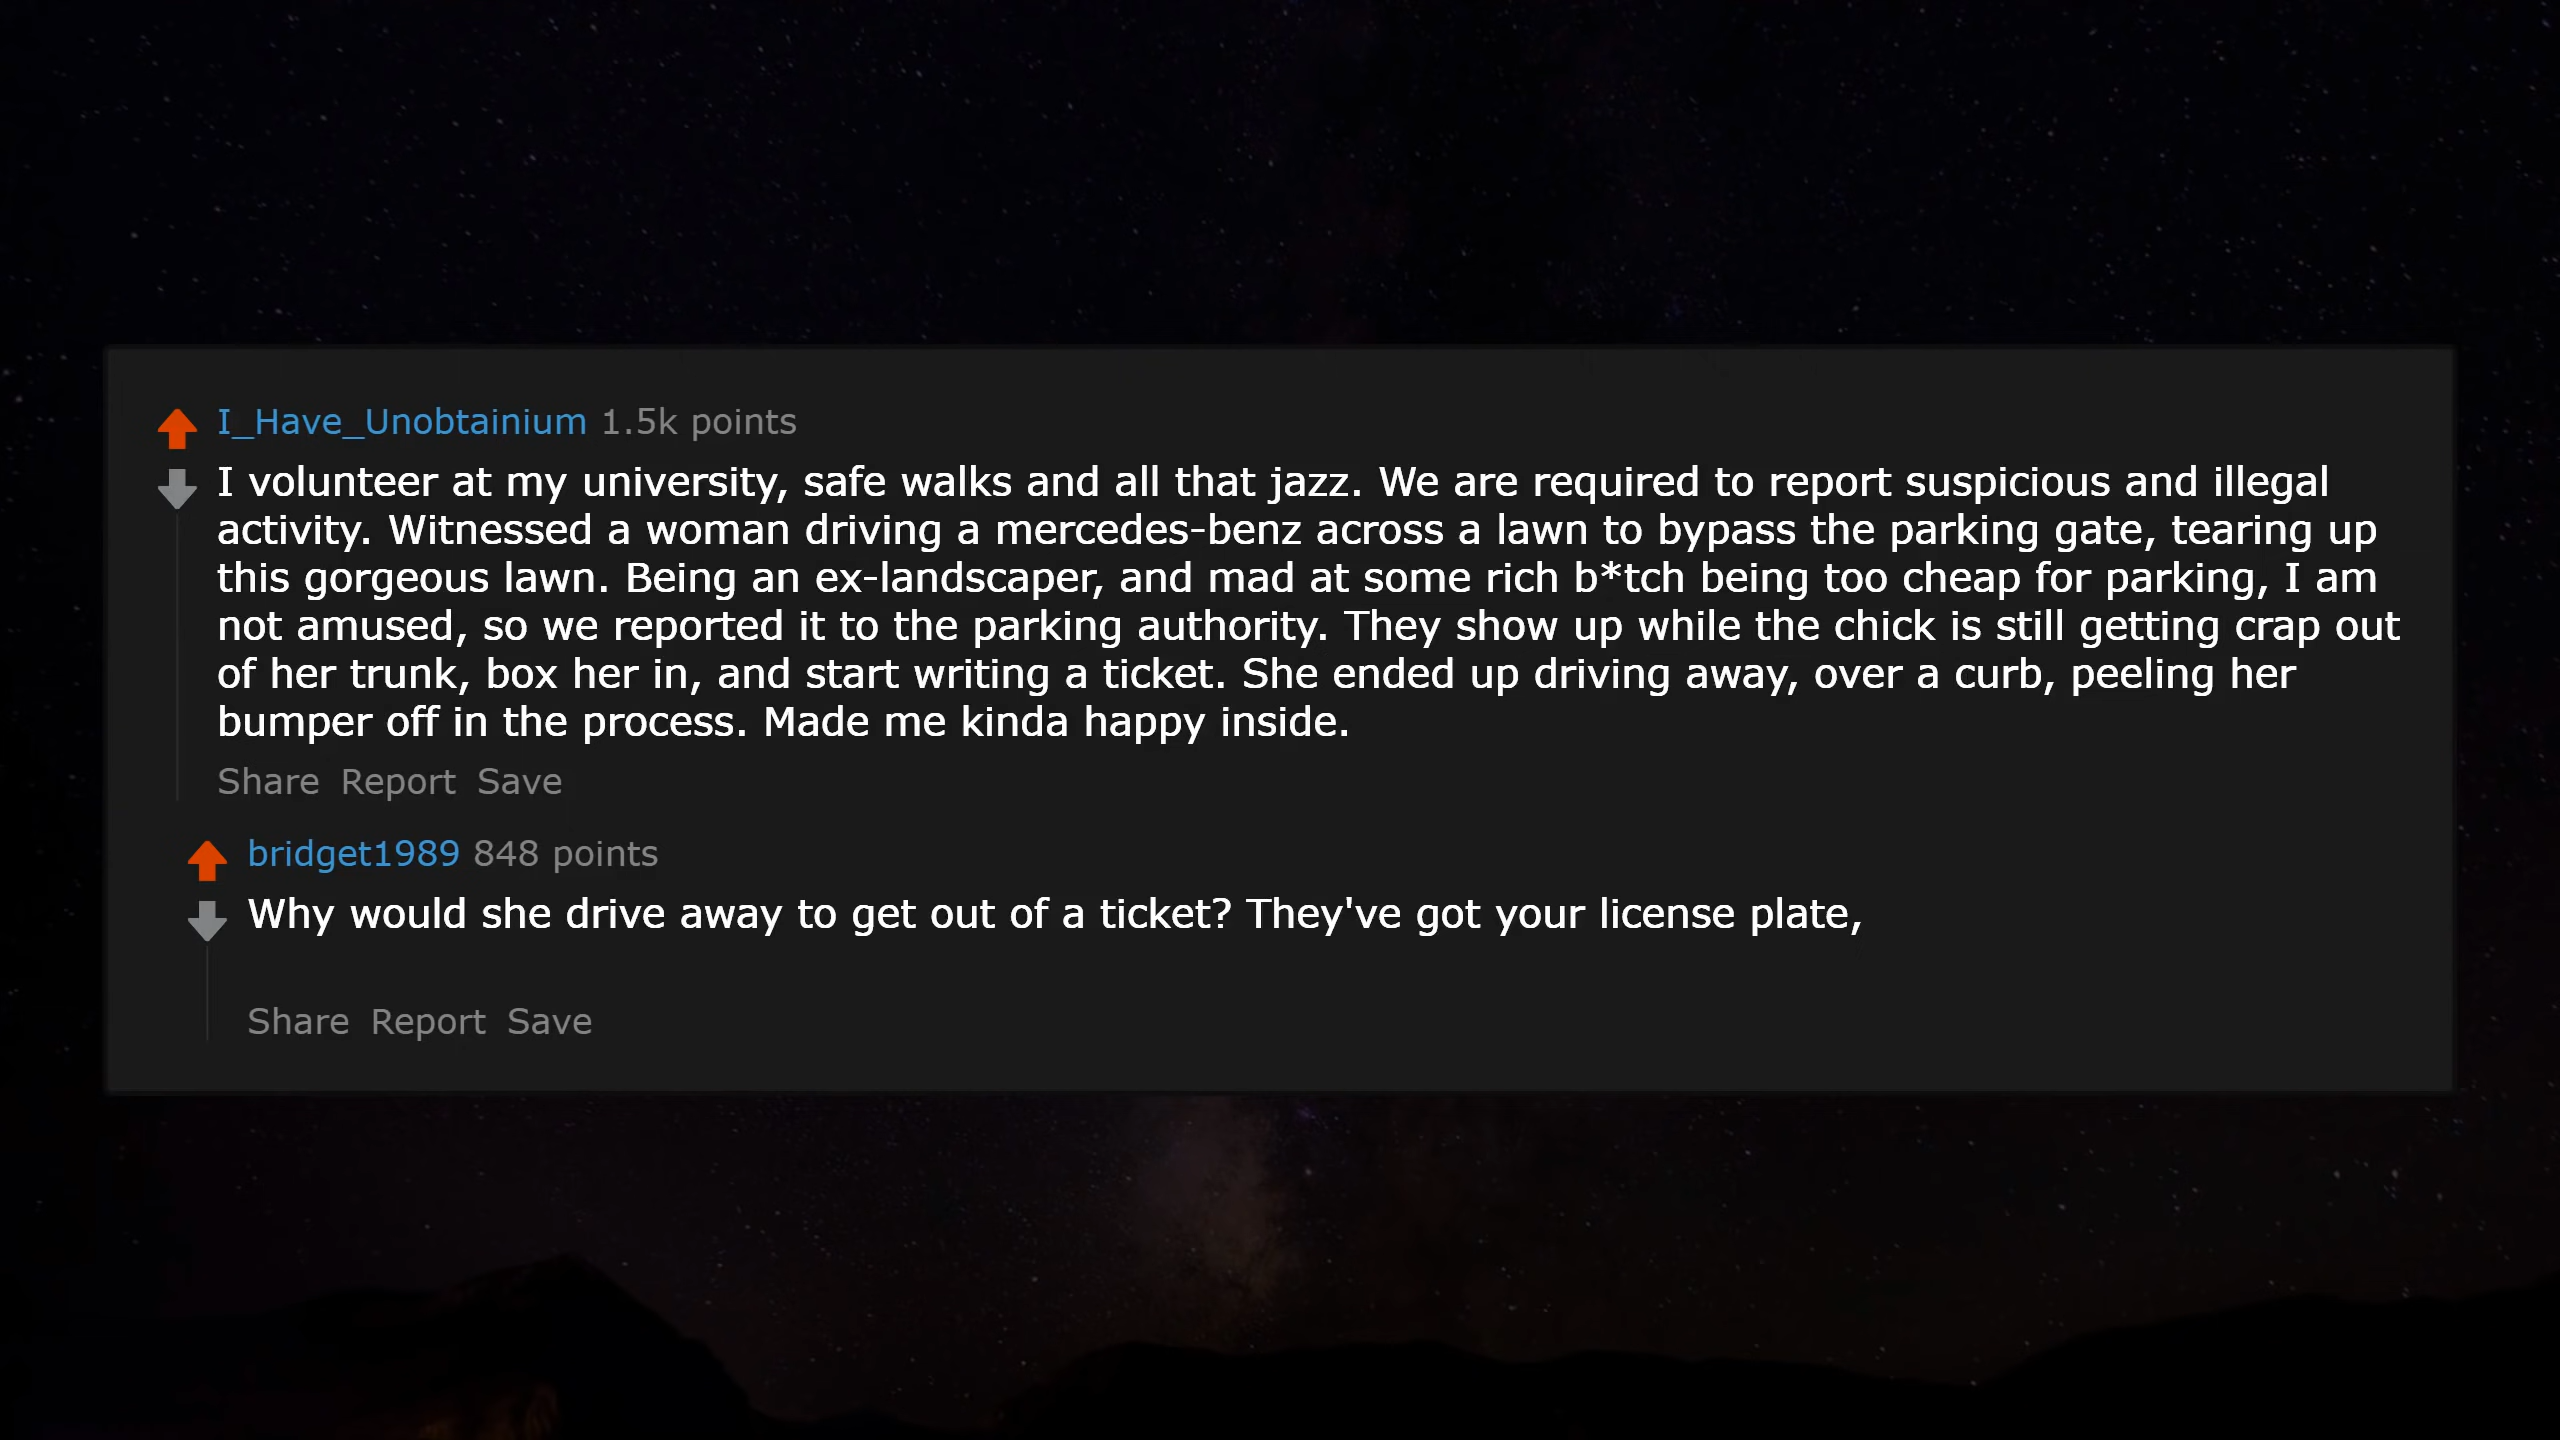 I_Have_Unobtainium 1.5k points
I volunteer at my university, safe walks and all that jazz. We are required to report suspicious and illegal
activity. Witnessed a woman driving a mercedes-benz across a lawn to bypass the parking gate, tearing up
this gorgeous lawn. Being an ex-landscaper, and mad at some rich b*tch being too cheap for parking, I am
not amused, so we reported it to the parking authority. They show up while the chick is still getting crap out
of her trunk, box her in, and start writing a ticket. She ended up driving away, over a curb, peeling her
bumper off in the process. Made me kinda happy inside.
Share Report Save
bridget1989 848 points
Why would she drive away to get out of a ticket? They've got your license plate,
Share Report Save